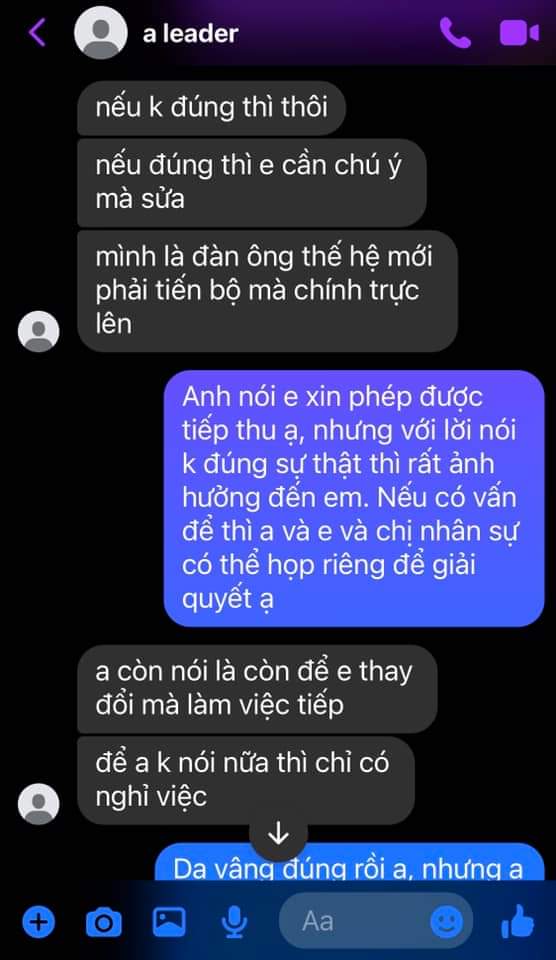 a leader
nếu k đúng thì thôi
nếu đúng thì e cần chú ý
mà sửa
mình là đàn ông thế hệ mới
phải tiến bộ mà chính trực
lên
Anh nói e xin phép được
tiếp thu ạ, nhưng với lời nói
k đúng sự thật thì rất ảnh
hưởng đến em. Nếu có vấn
để thì a và e và chị nhân sự
có thể họp riêng để giải
quyết ạ
a còn nói là còn để e thay
đổi mà làm việc tiếp
để a k nói nữa thì chỉ có
nghỉ việc
Dạ vâng đúng rồi a, nhưng a
Aa